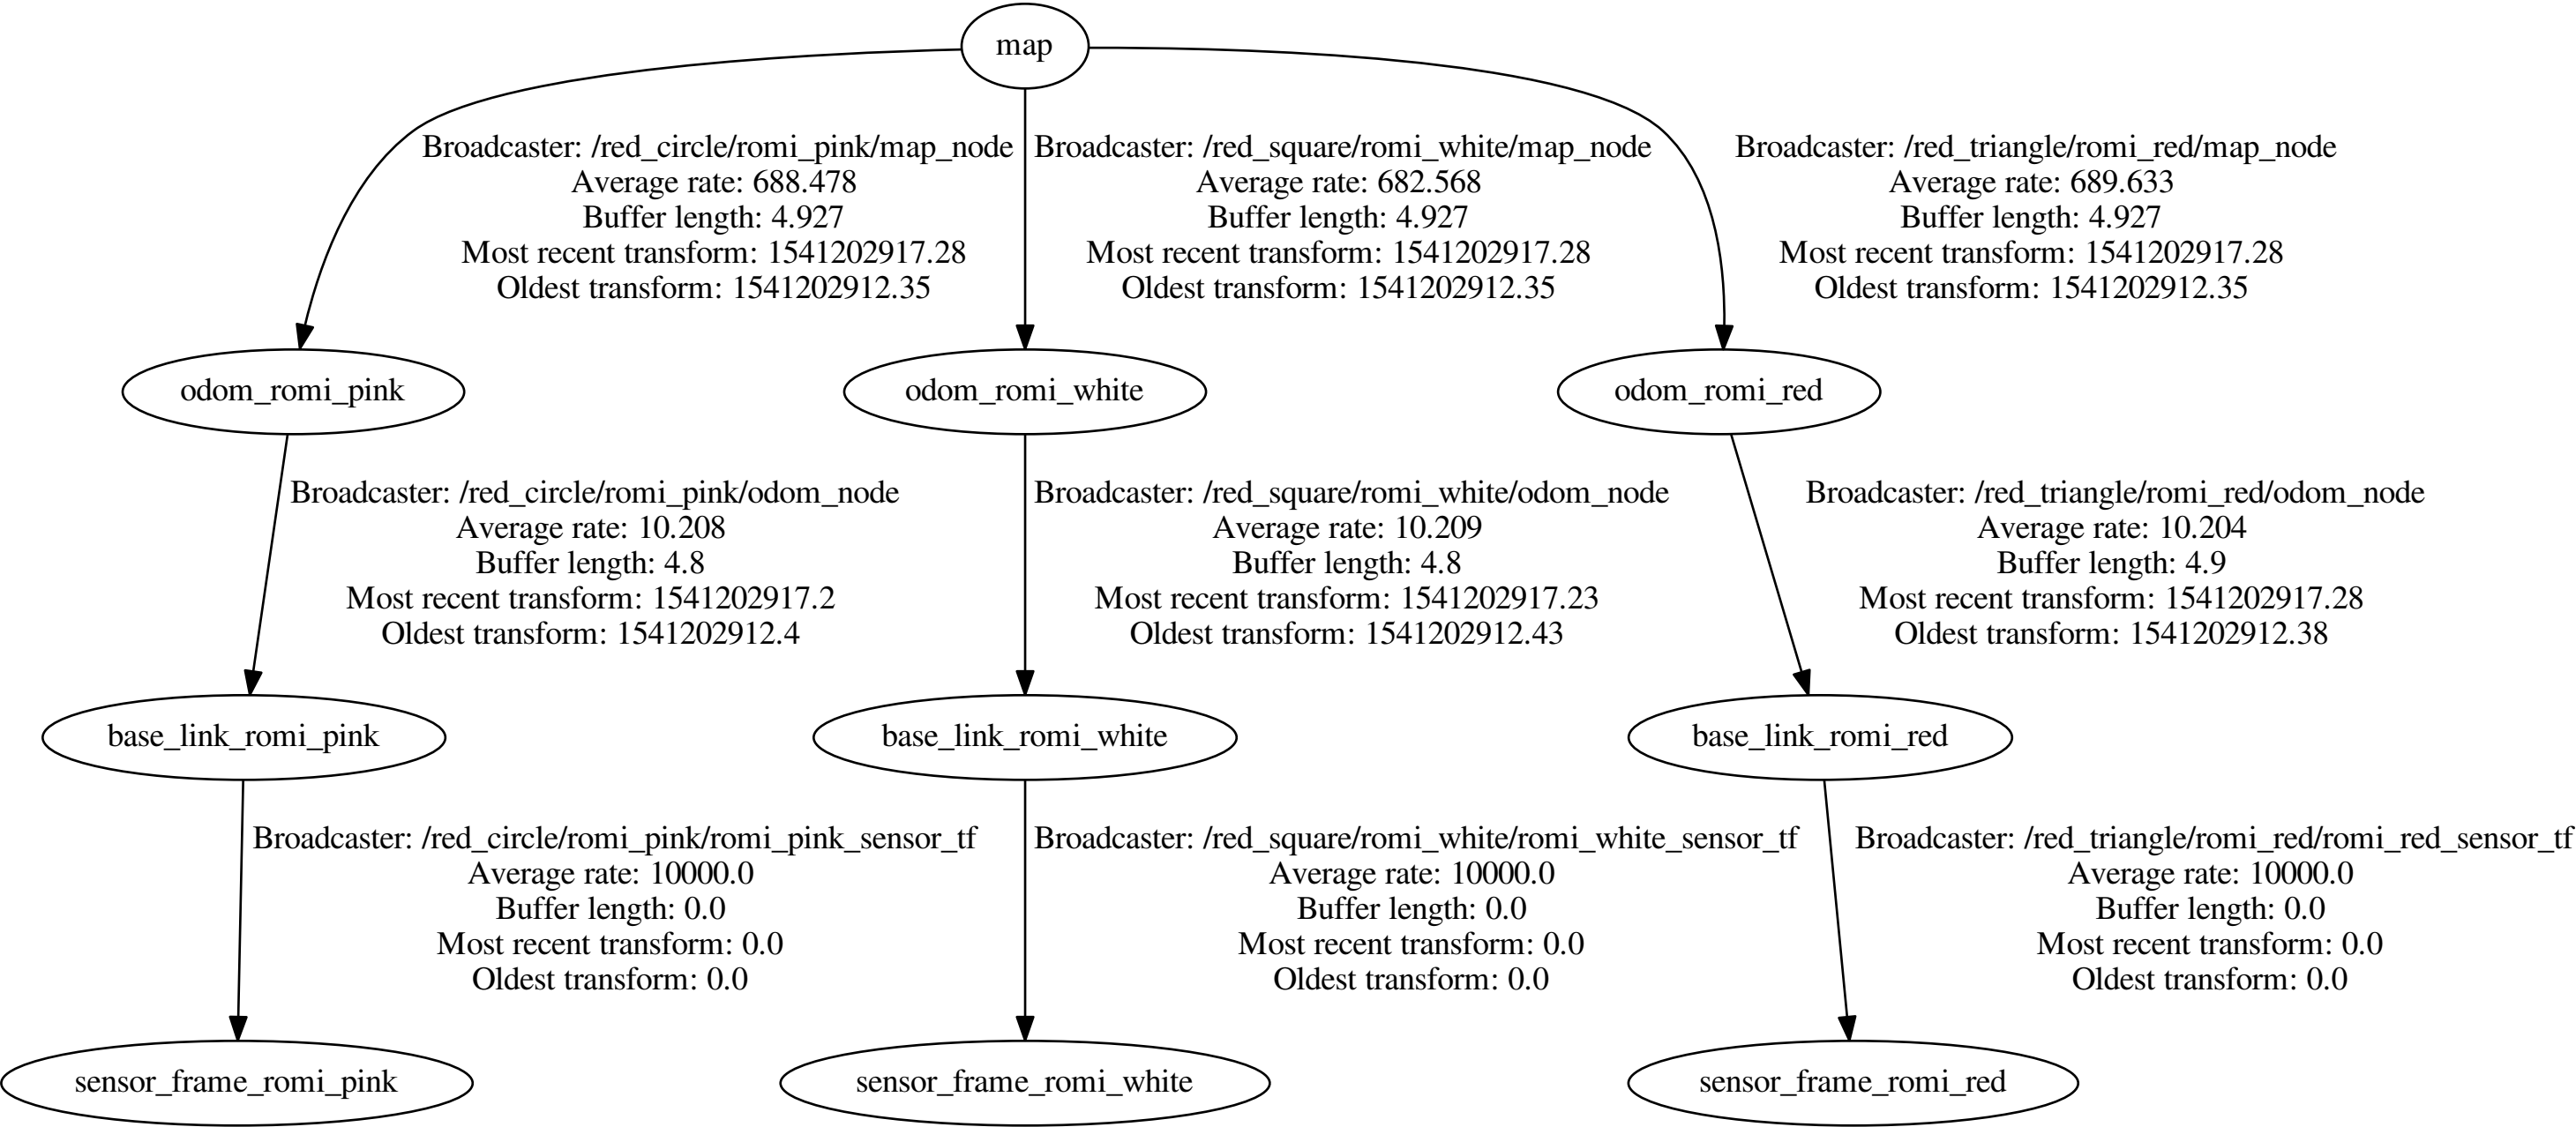 map
Broadcaster: /red_circle/romi_pink/map_node
Average rate: 688.478
Buffer length: 4.927
Most recent transform: 1541202917.28
Oldest transform: 1541202912.35
Broadcaster: /red_square/romi_white/map_node
Average rate: 682.568
Buffer length: 4.927
Most recent transform: 1541202917.28
Oldest transform: 1541202912.35
Broadcaster: /red_triangle/romi_red/map_node
Average rate: 689.633
Buffer length: 4.927
Most recent transform: 1541202917.28
Oldest transform: 1541202912.35
odom_romi_pink
odom_romi_white
odom_romi_red
Broadcaster: /red_circle/romi_pink/odom_node
Average rate: 10.208
Buffer length: 4.8
Most recent transform: 1541202917.2
Oldest transform: 1541202912.4
Broadcaster: /red_square/romi_white/odom_node
Average rate: 10.209
Buffer length: 4.8
Most recent transform: 1541202917.23
Oldest transform: 1541202912.43
Broadcaster: /red_triangle/romi_red/odom_node
Average rate: 10.204
Buffer length: 4.9
Most recent transform: 1541202917.28
Oldest transform: 1541202912.38
base_link_romi_pink
base_link_romi_white
base_link_romi_red
Broadcaster: /red_circle/romi_pink/romi_pink_sensor_tf
Average rate: 10000.0
Buffer length: 0.0
Most recent transform: 0.0
Oldest transform: 0.0
Broadcaster: /red_square/romi_white/romi_white_sensor_tf
Average rate: 10000.0
Buffer length: 0.0
Most recent transform: 0.0
Oldest transform: 0.0
Broadcaster: /red_triangle/romi_red/romi_red_sensor_tf
Average rate: 10000.0
Buffer length: 0.0
Most recent transform: 0.0
Oldest transform: 0.0
sensor_frame_romi_pink
sensor_frame_romi_white
sensor_frame_romi_red